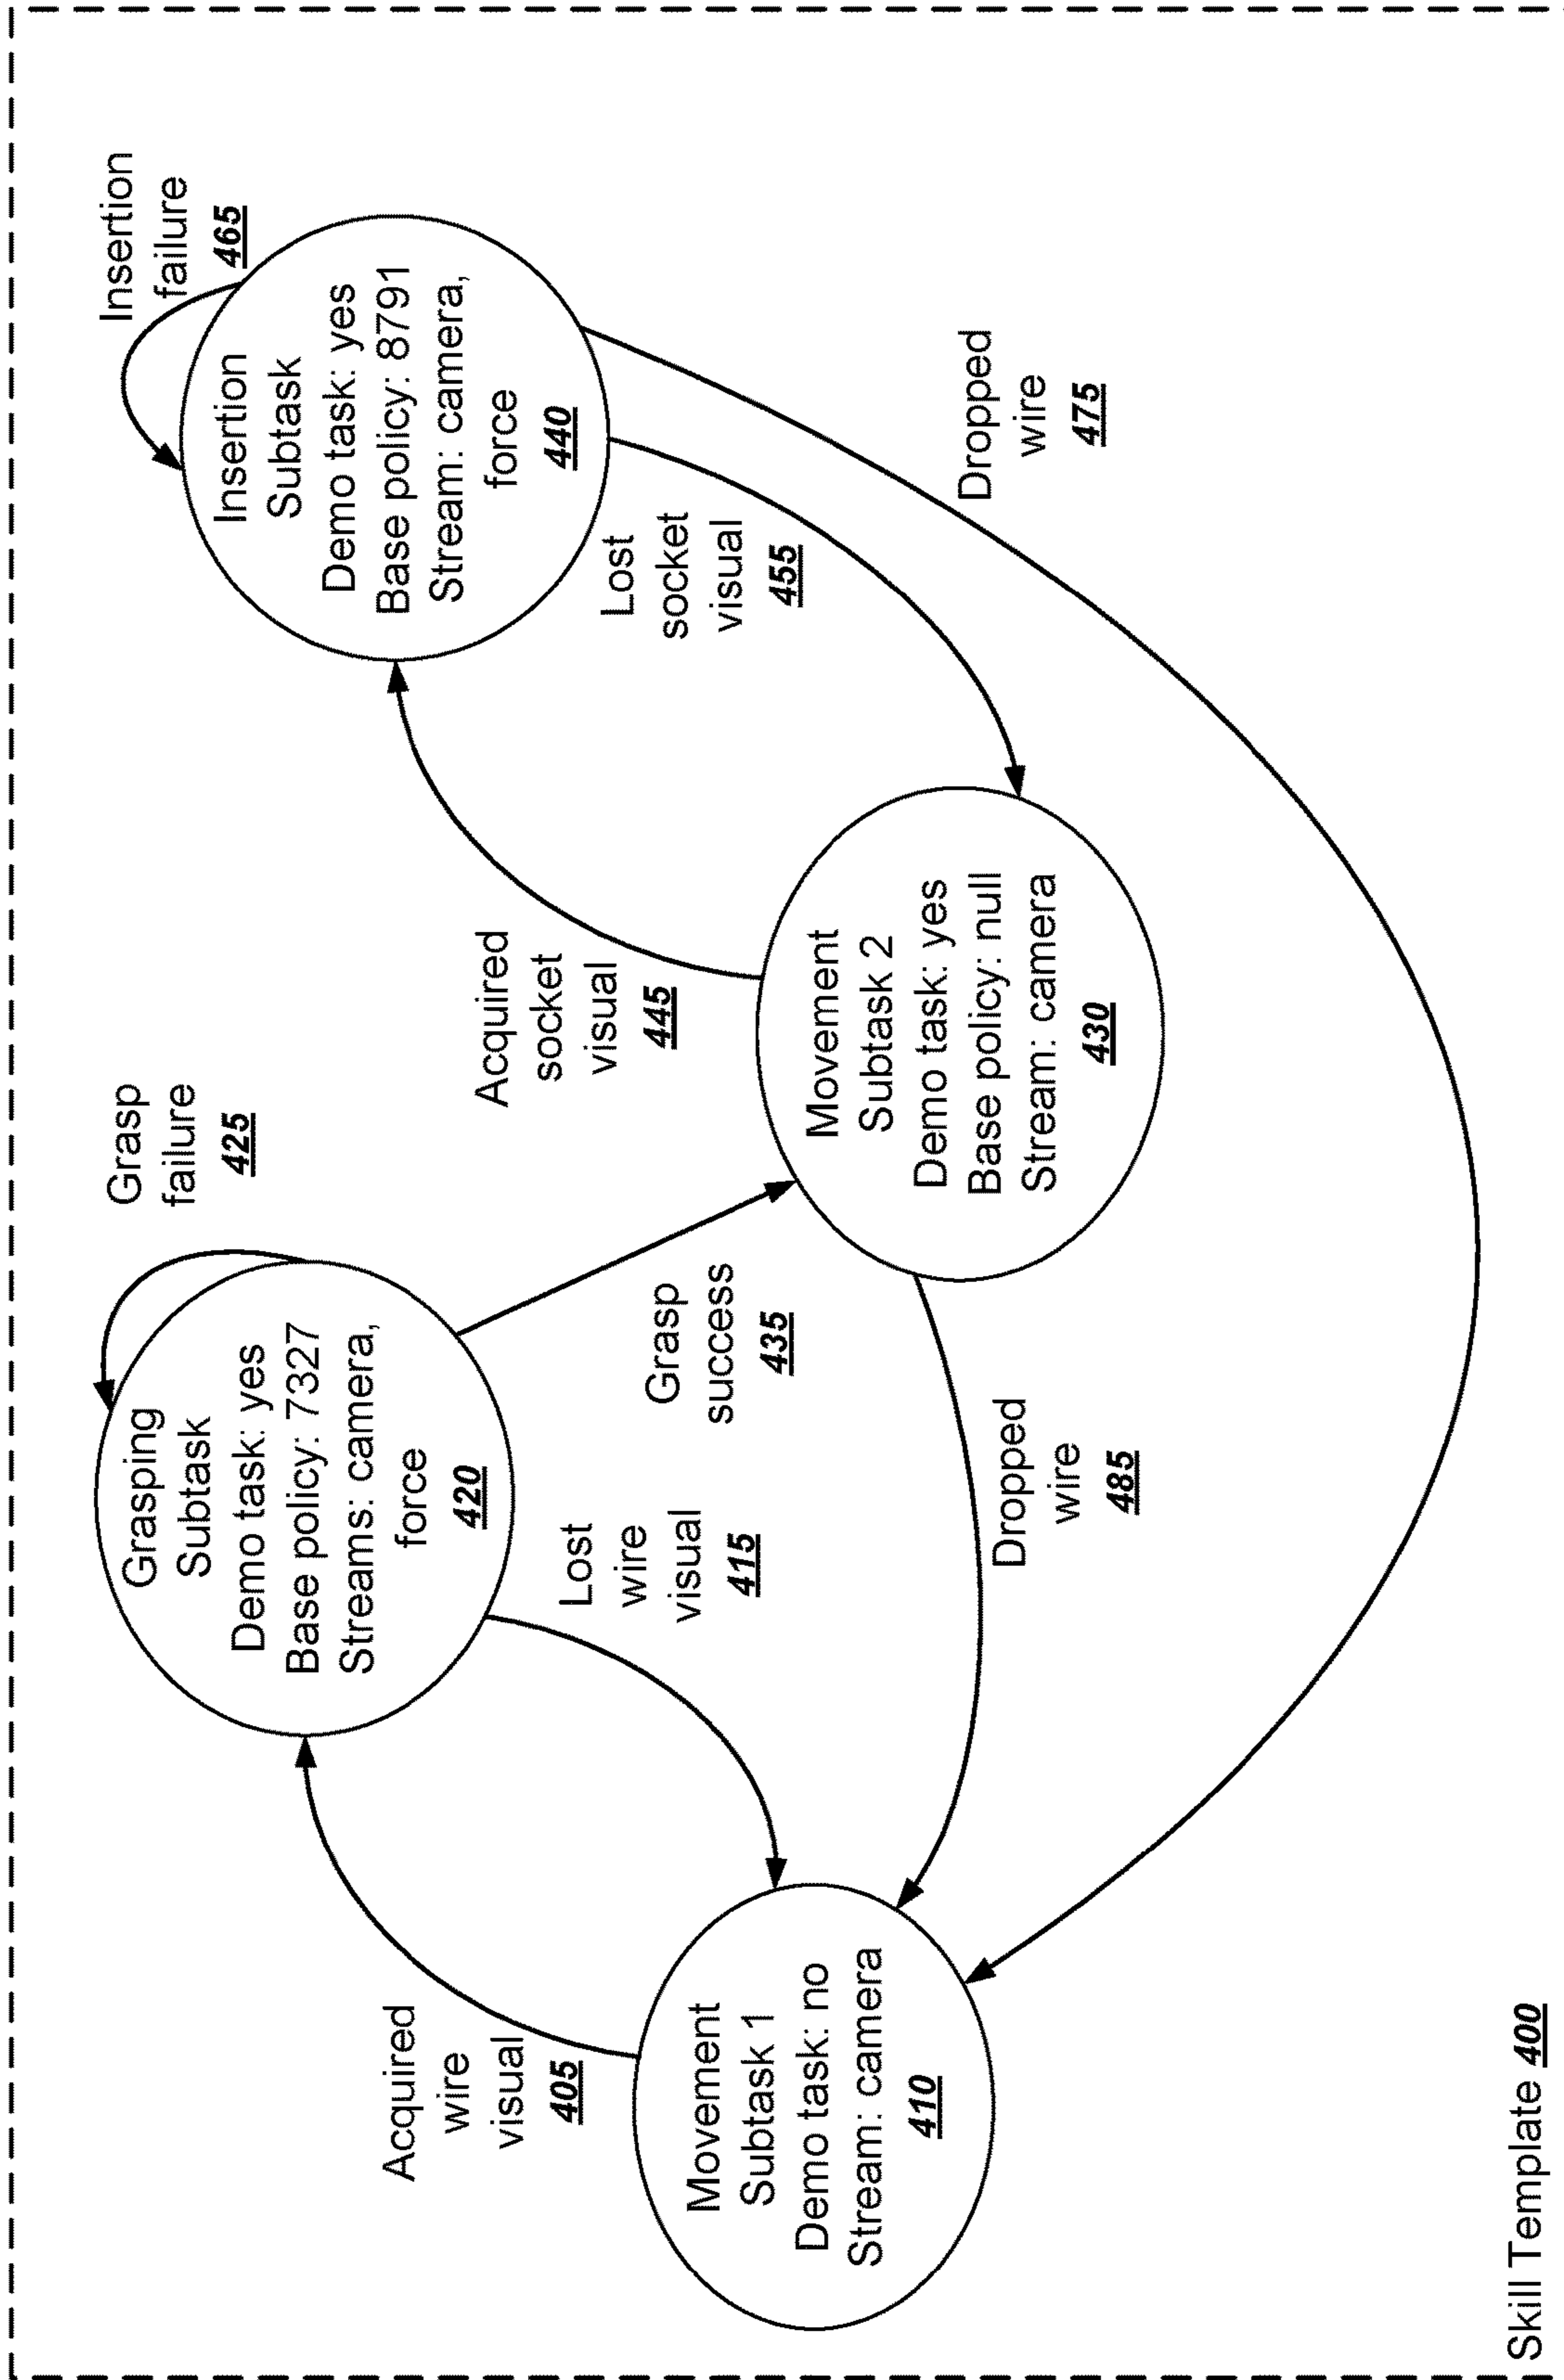 Movement
Subtask 1
Demo task: no
Stream: camera
410
Acquired
wire
visual
405
Grasping
Subtask
Demo task: yes
Base policy: 7327
Streams: camera,
force
420
Grasp
failure
425
Lost
wire
visual
415
Grasp
success
435
Dropped
wire
485
Movement
Subtask 2
Demo task: yes
Base policy: null
Stream: camera
430
Acquired
socket
visual
445
Insertion
Subtask
Demo task: yes
Base policy: 8791
Stream: camera,
force
440
Insertion
failure
465
Lost
socket
visual
455
Dropped
wire
475
Skill Template 400